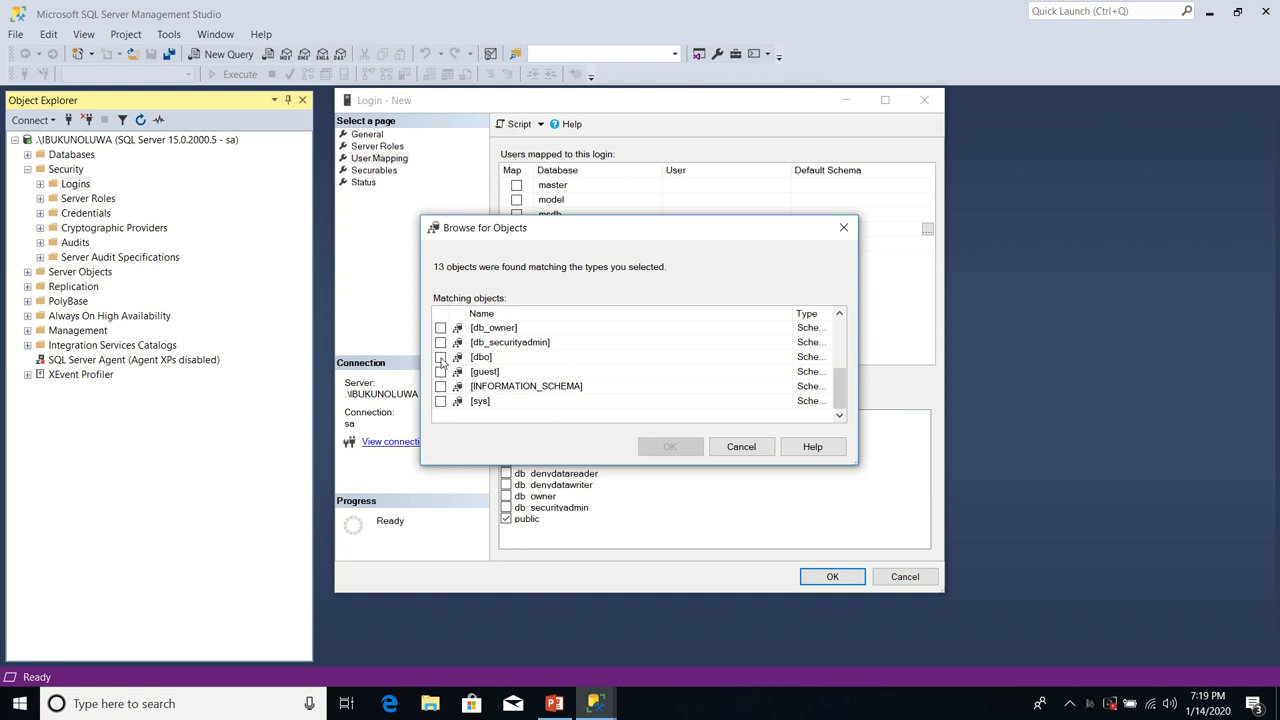 Microsoft SQL Server Management Studio
Quick Launch (Ctrl+Q)
File Edit View Project Tools Window Help
New Query MDX DMX XMLA DAX
Execute
Object Explorer
Connect
.\IBUKUNOLUWA (SQL Server 15.0.2000.5 - sa)
Databases
Security
Logins
Server Roles
Credentials
Cryptographic Providers
Audits
Server Audit Specifications
Server Objects
Replication
PolyBase
Always On High Availability
Management
Integration Services Catalogs
SQL Server Agent (Agent XPs disabled)
XEvent Profiler
Login - New
Select a page
General
Server Roles
User Mapping
Securables
Status
Connection
Server:
.\IBUKUNOLUWA
Connection:
sa
View connecti
Progress
Ready
Script Help
Users mapped to this login:
Map Database User Default Schema
master
model
msdb
Browse for Objects
13 objects were found matching the types you selected.
Matching objects:
Name Type
[db_owner] Sche...
[db_securityadmin] Sche...
[dbo] Sche...
[guest] Sche...
[INFORMATION_SCHEMA] Sche...
[sys] Sche...
OK Cancel Help
db_denydatareader
db_denydatawriter
db_owner
db_securityadmin
public
OK Cancel
Ready
Type here to search
7:19 PM
1/14/2020
3